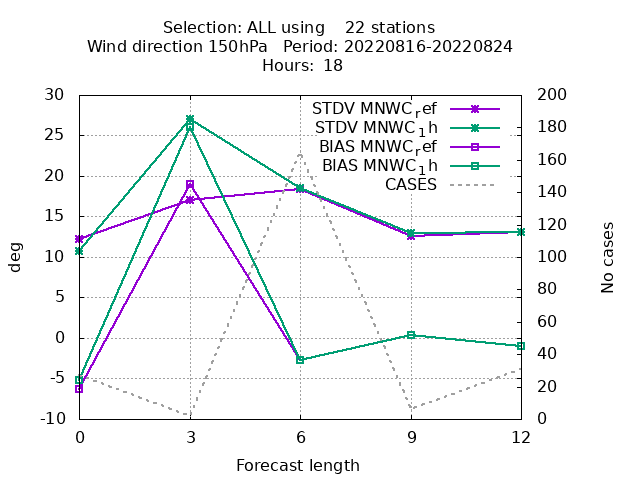 Selection: ALL using 22 stations
Wind direction 150hPa Period: 20220816-20220824
Hours: 18
30
25
20
15
10
5
0
-5
-10
200
180
160
140
120
100
80
60
40
20
0
STDV MNWC_ref
STDV MNWC_1h
BIAS MNWC_ref
BIAS MNWC_1h
CASES
deg
No cases
0 3 6 9 12
Forecast length